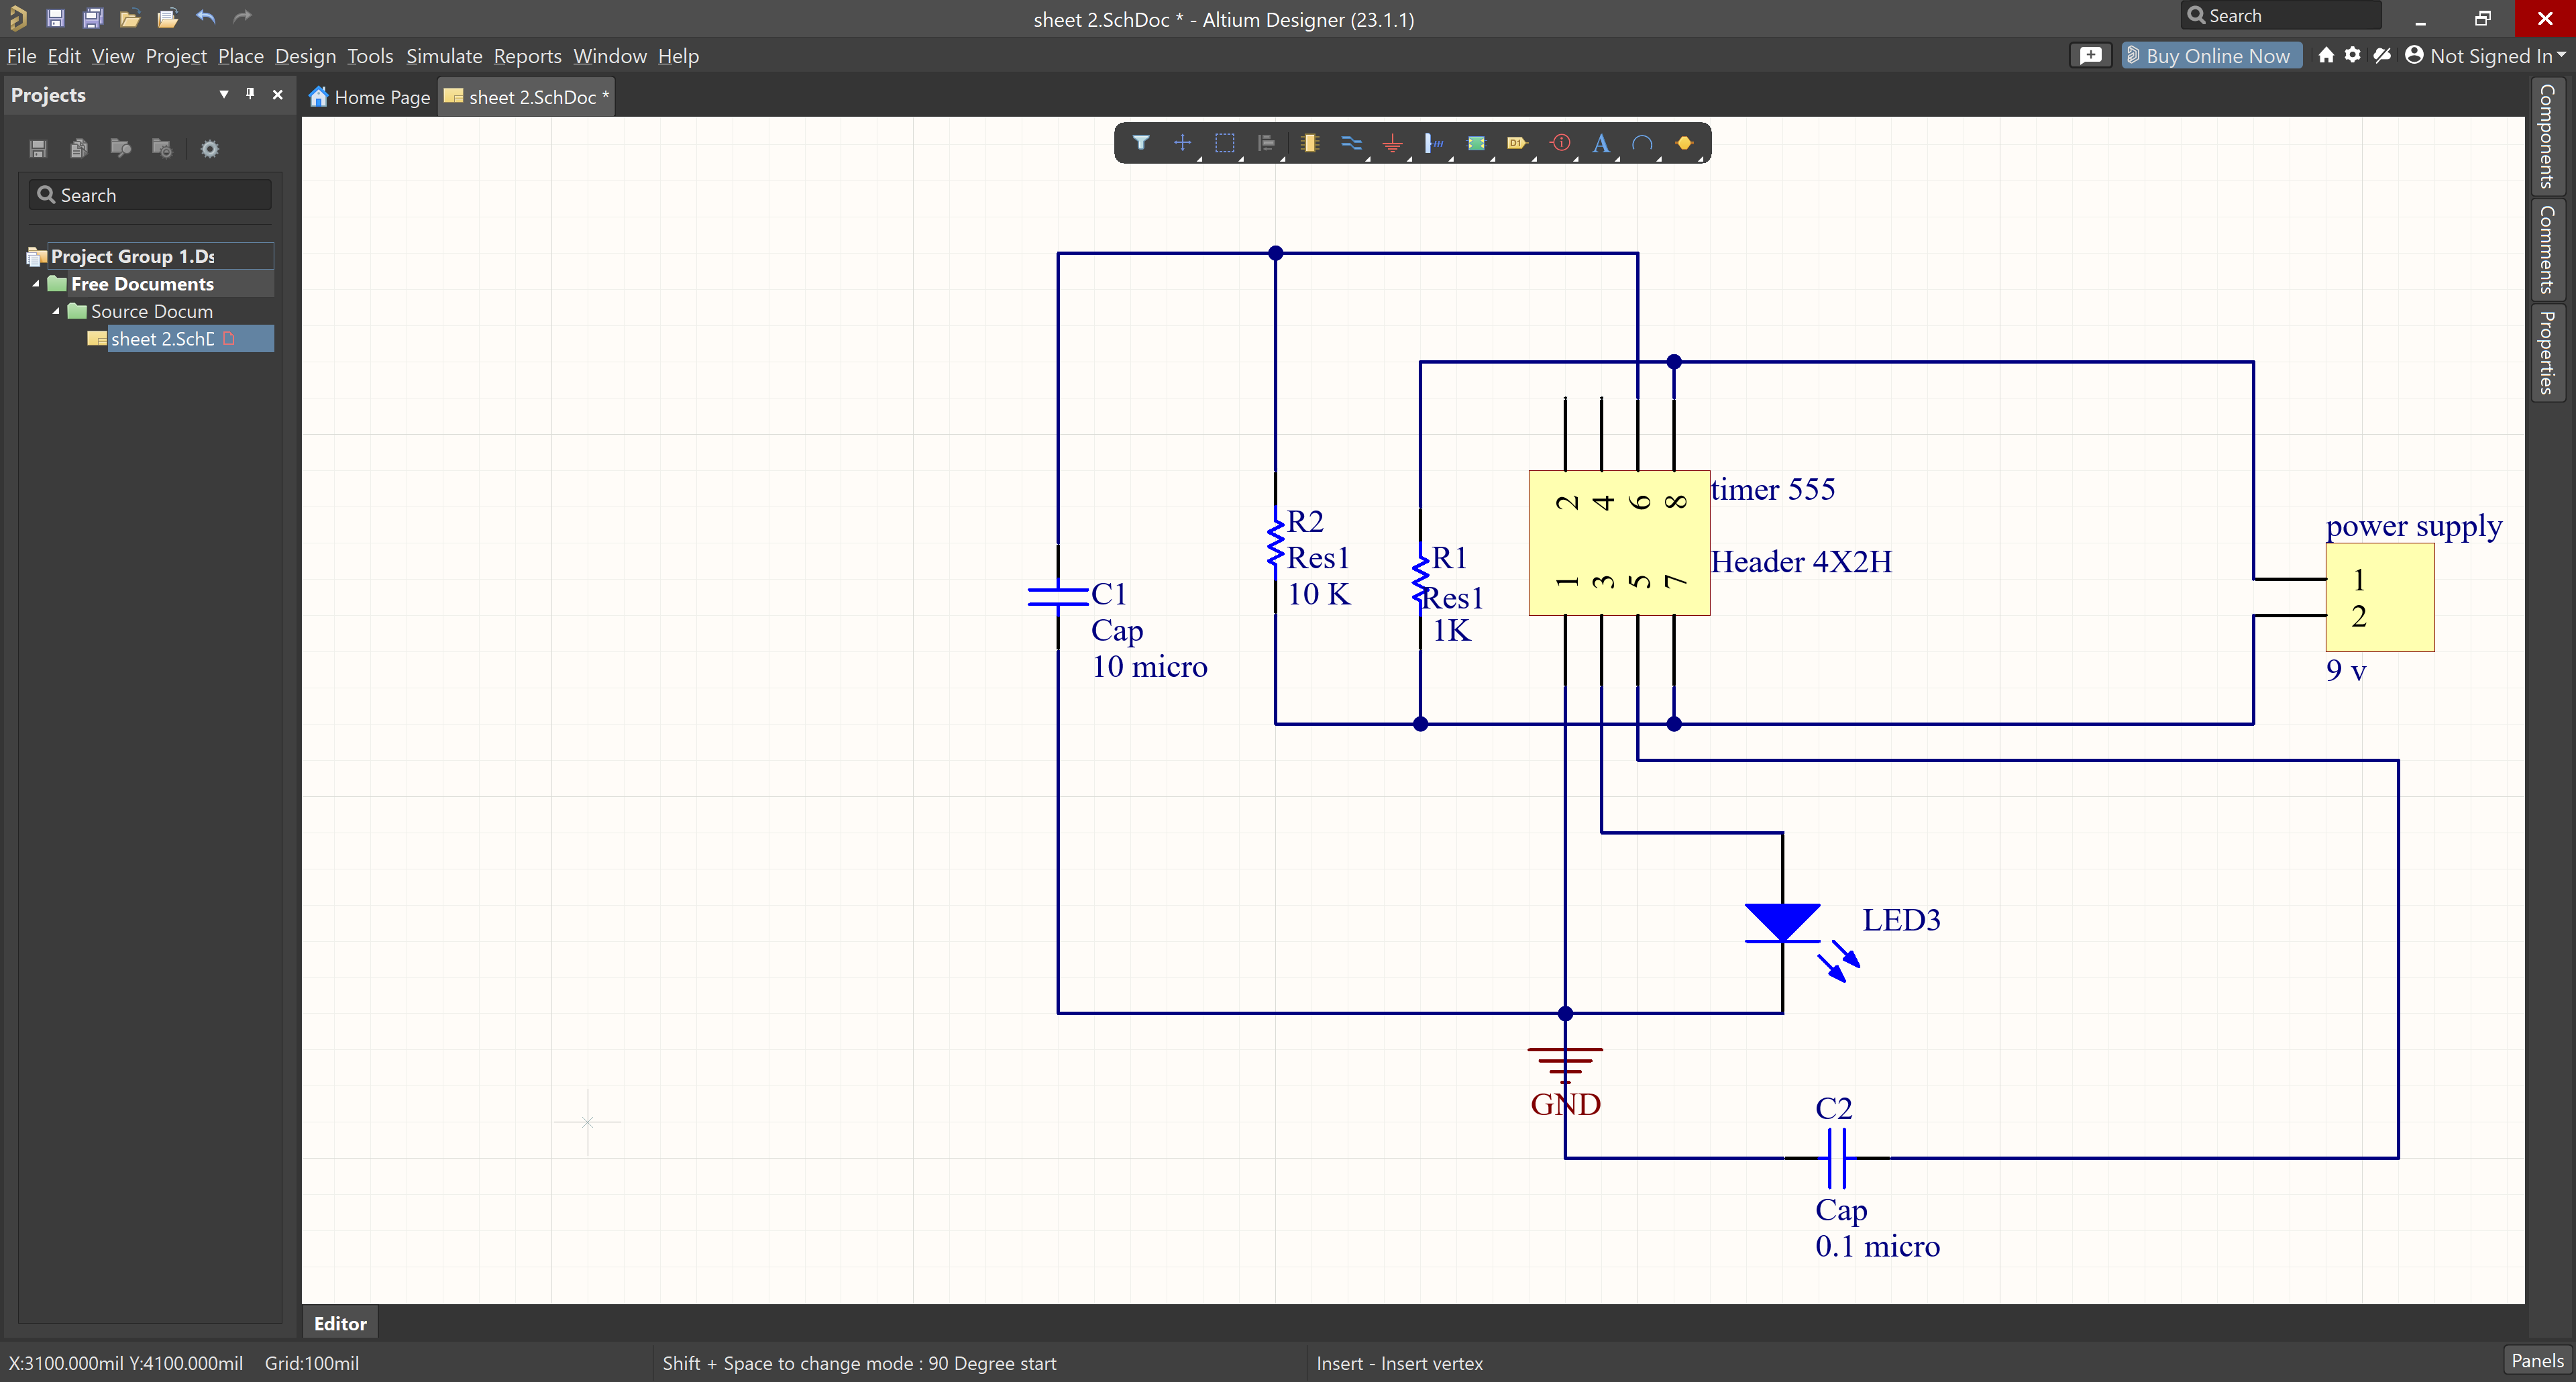 sheet 2.SchDoc * - Altium Designer (23.1.1)
Search
File Edit View Project Place Design Tools Simulate Reports Window Help
Buy Online Now
Not Signed In
Projects
Home Page
sheet 2.SchDoc *
Search
Project Group 1.Ds
Free Documents
Source Docum
sheet 2.SchD
Components
Comments
Properties
D1
A
2 4 6 8
1 3 5 7
timer 555
Header 4X2H
power supply
1
2
9 v
R2
Res1
10 K
R1
Res1
1K
C1
Cap
10 micro
LED3
GND
C2
Cap
0.1 micro
Editor
X:3100.000mil Y:4100.000mil Grid:100mil
Shift + Space to change mode : 90 Degree start
Insert - Insert vertex
Panels